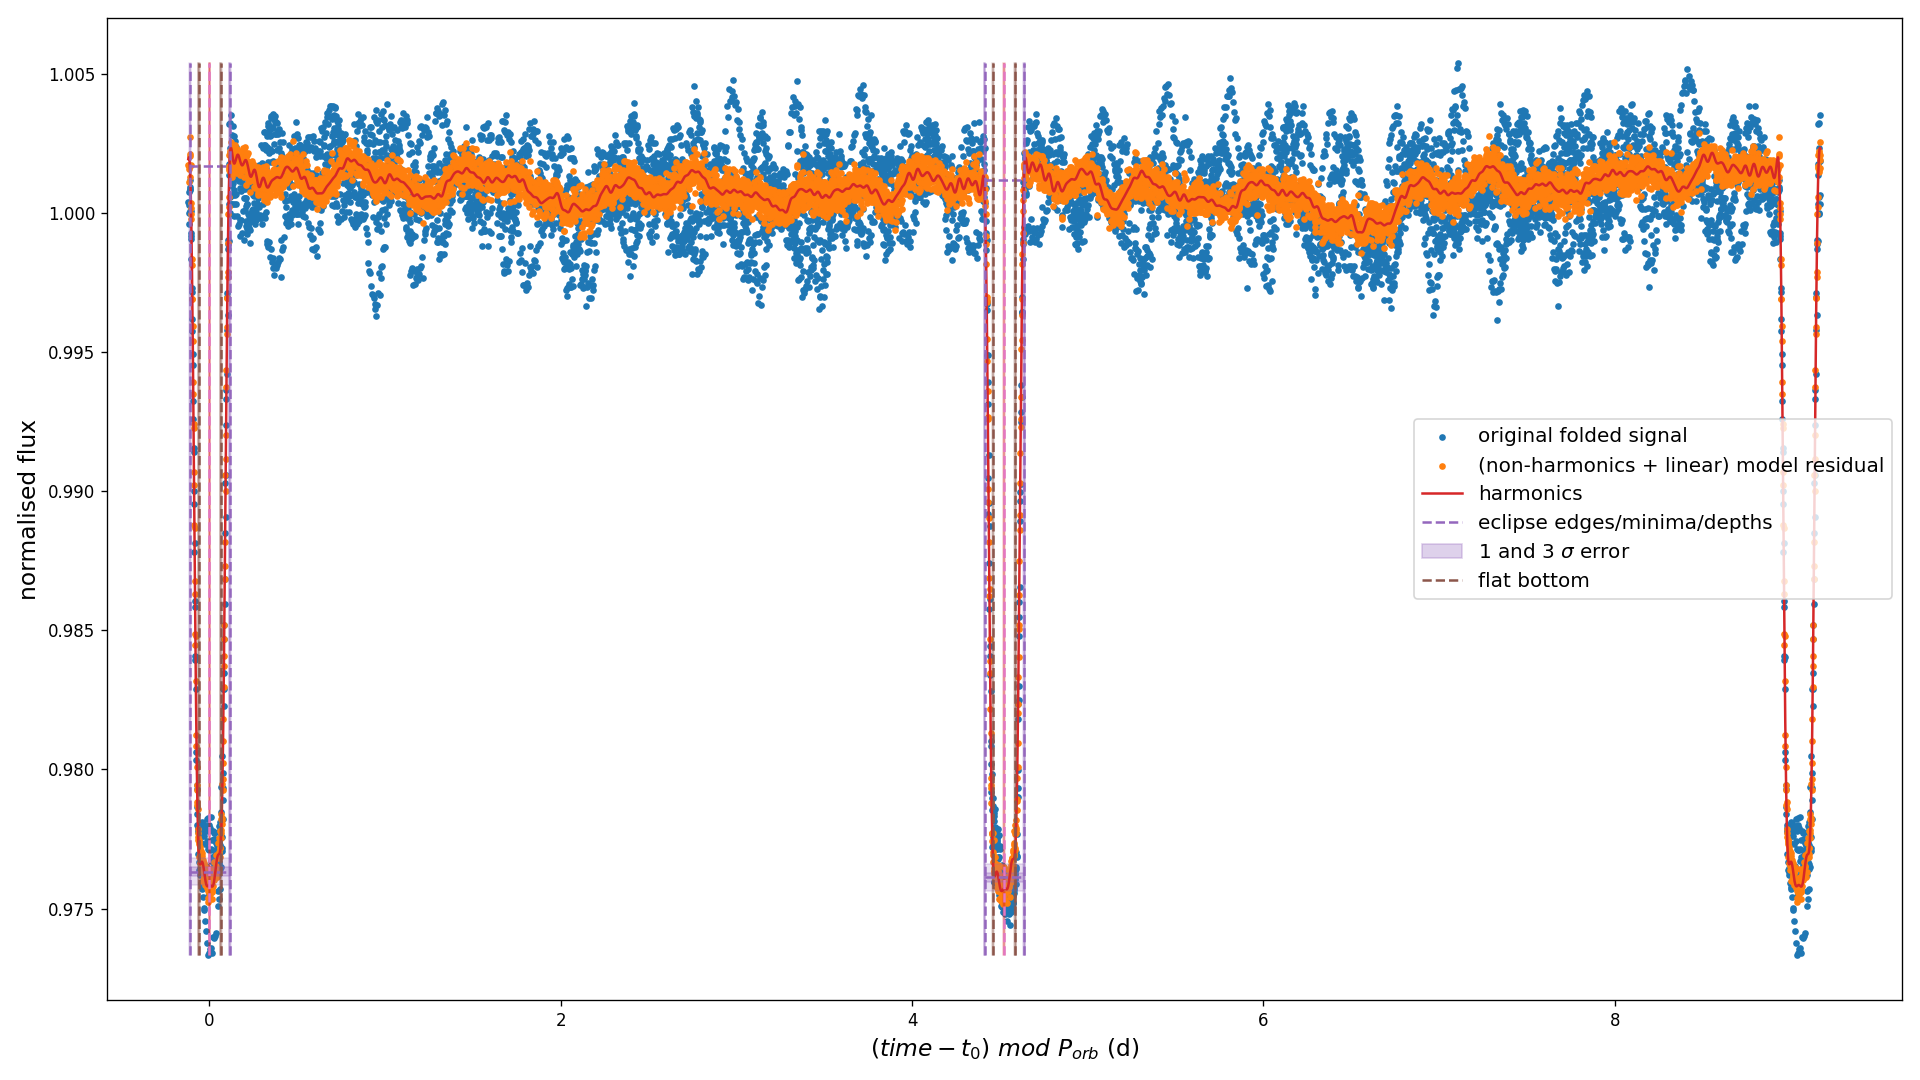 1.005
1.000
0.995
0.990
0.985
0.980
0.975
normalised flux
original folded signal
(non-harmonics + linear) model residual
harmonics
eclipse edges/minima/depths
1 and 3 σ error
flat bottom
0 2 4 6 8
(time − t₀) mod Pₒᵣb (d)